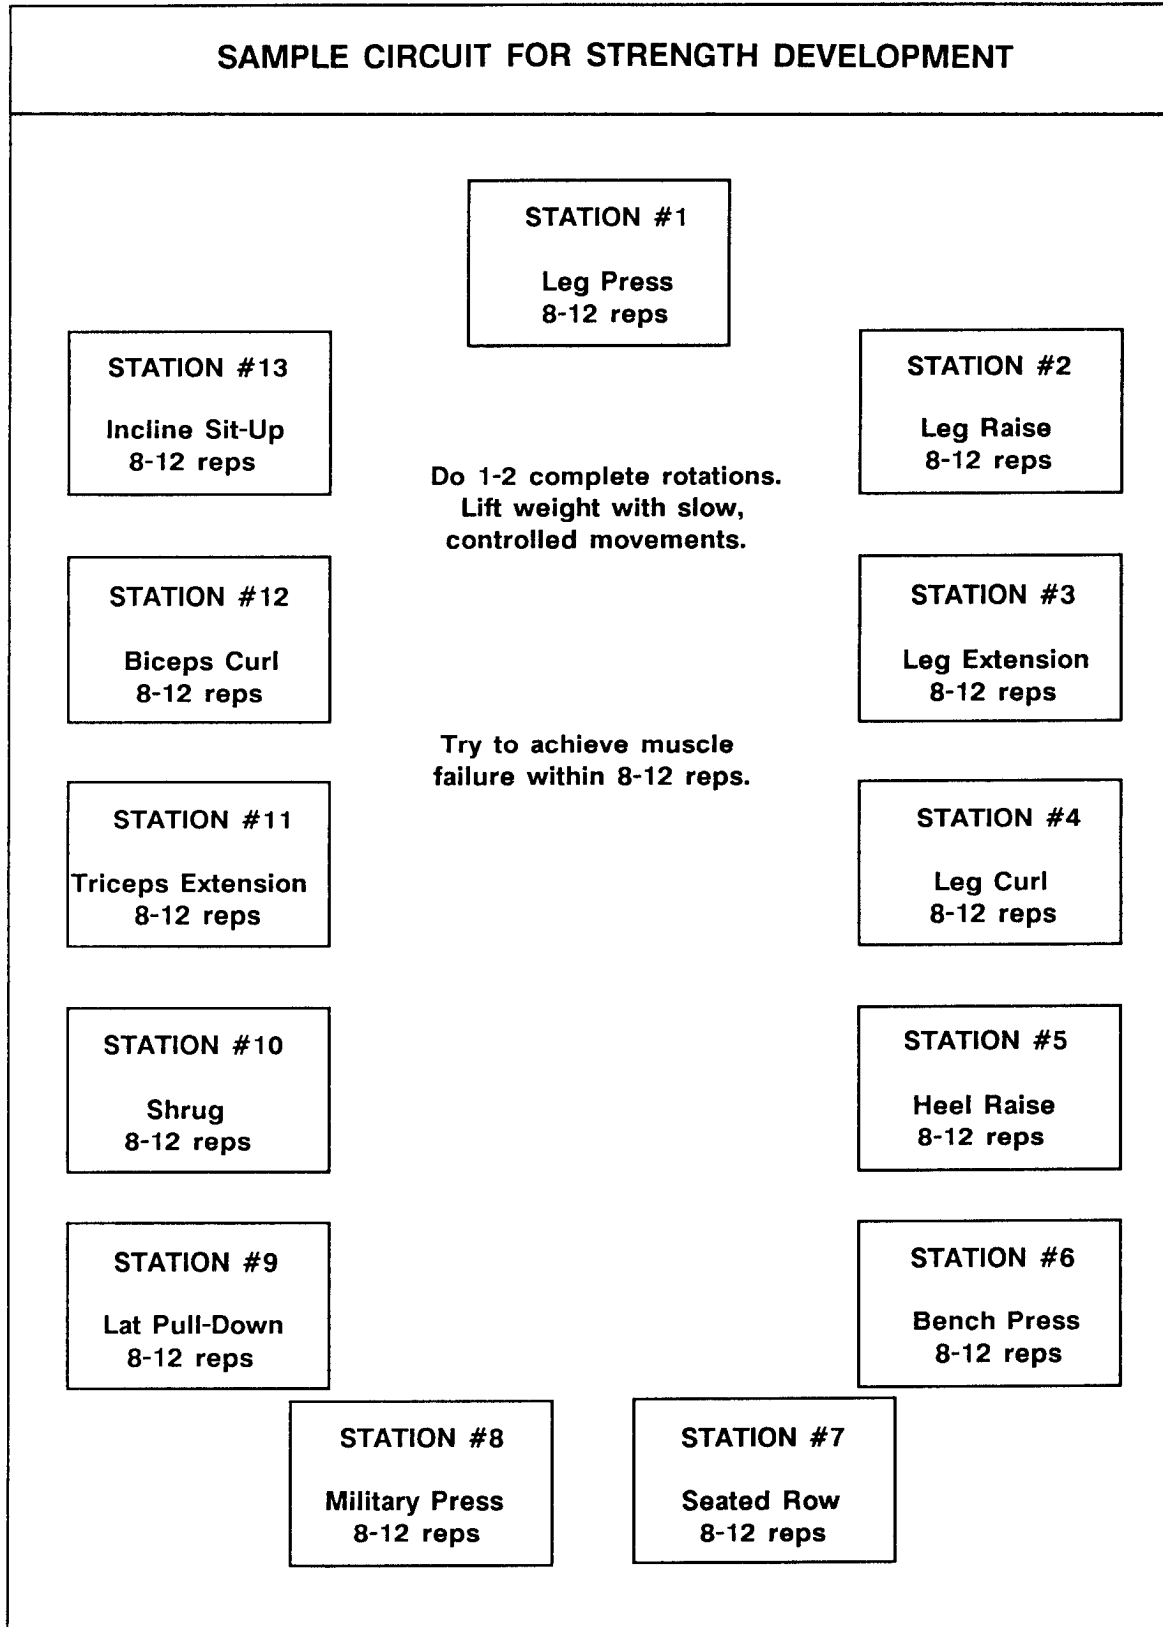 SAMPLE CIRCUIT FOR STRENGTH DEVELOPMENT
STATION #1
Leg Press
8-12 reps
STATION #2
Leg Raise
8-12 reps
STATION #3
Leg Extension
8-12 reps
STATION #4
Leg Curl
8-12 reps
STATION #5
Heel Raise
8-12 reps
STATION #6
Bench Press
8-12 reps
STATION #7
Seated Row
8-12 reps
STATION #8
Military Press
8-12 reps
STATION #9
Lat Pull-Down
8-12 reps
STATION #10
Shrug
8-12 reps
STATION #11
Triceps Extension
8-12 reps
STATION #12
Biceps Curl
8-12 reps
STATION #13
Incline Sit-Up
8-12 reps
Do 1-2 complete rotations.
Lift weight with slow,
controlled movements.
Try to achieve muscle
failure within 8-12 reps.